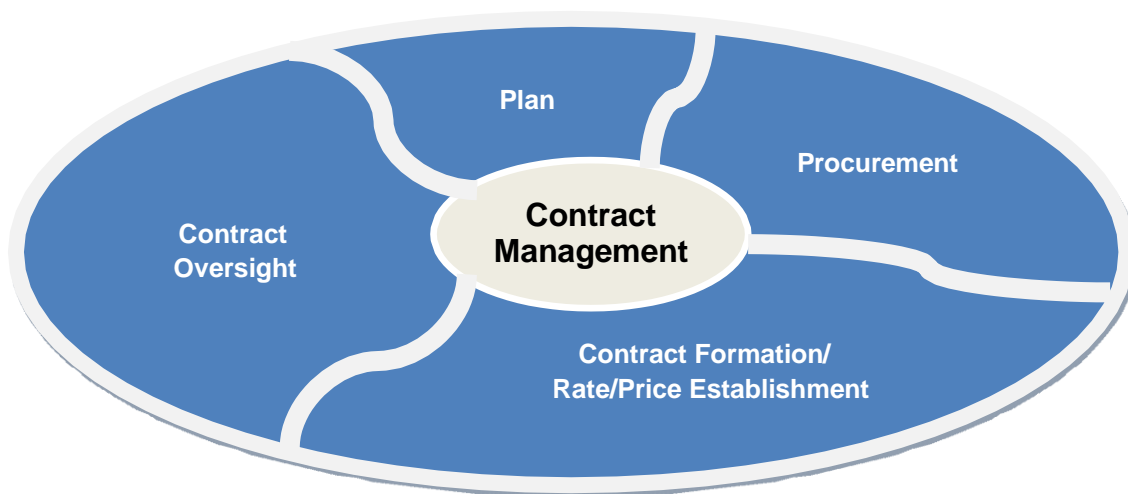 Plan
Procurement
Contract
Management
Contract
Oversight
Contract Formation/
Rate/Price Establishment